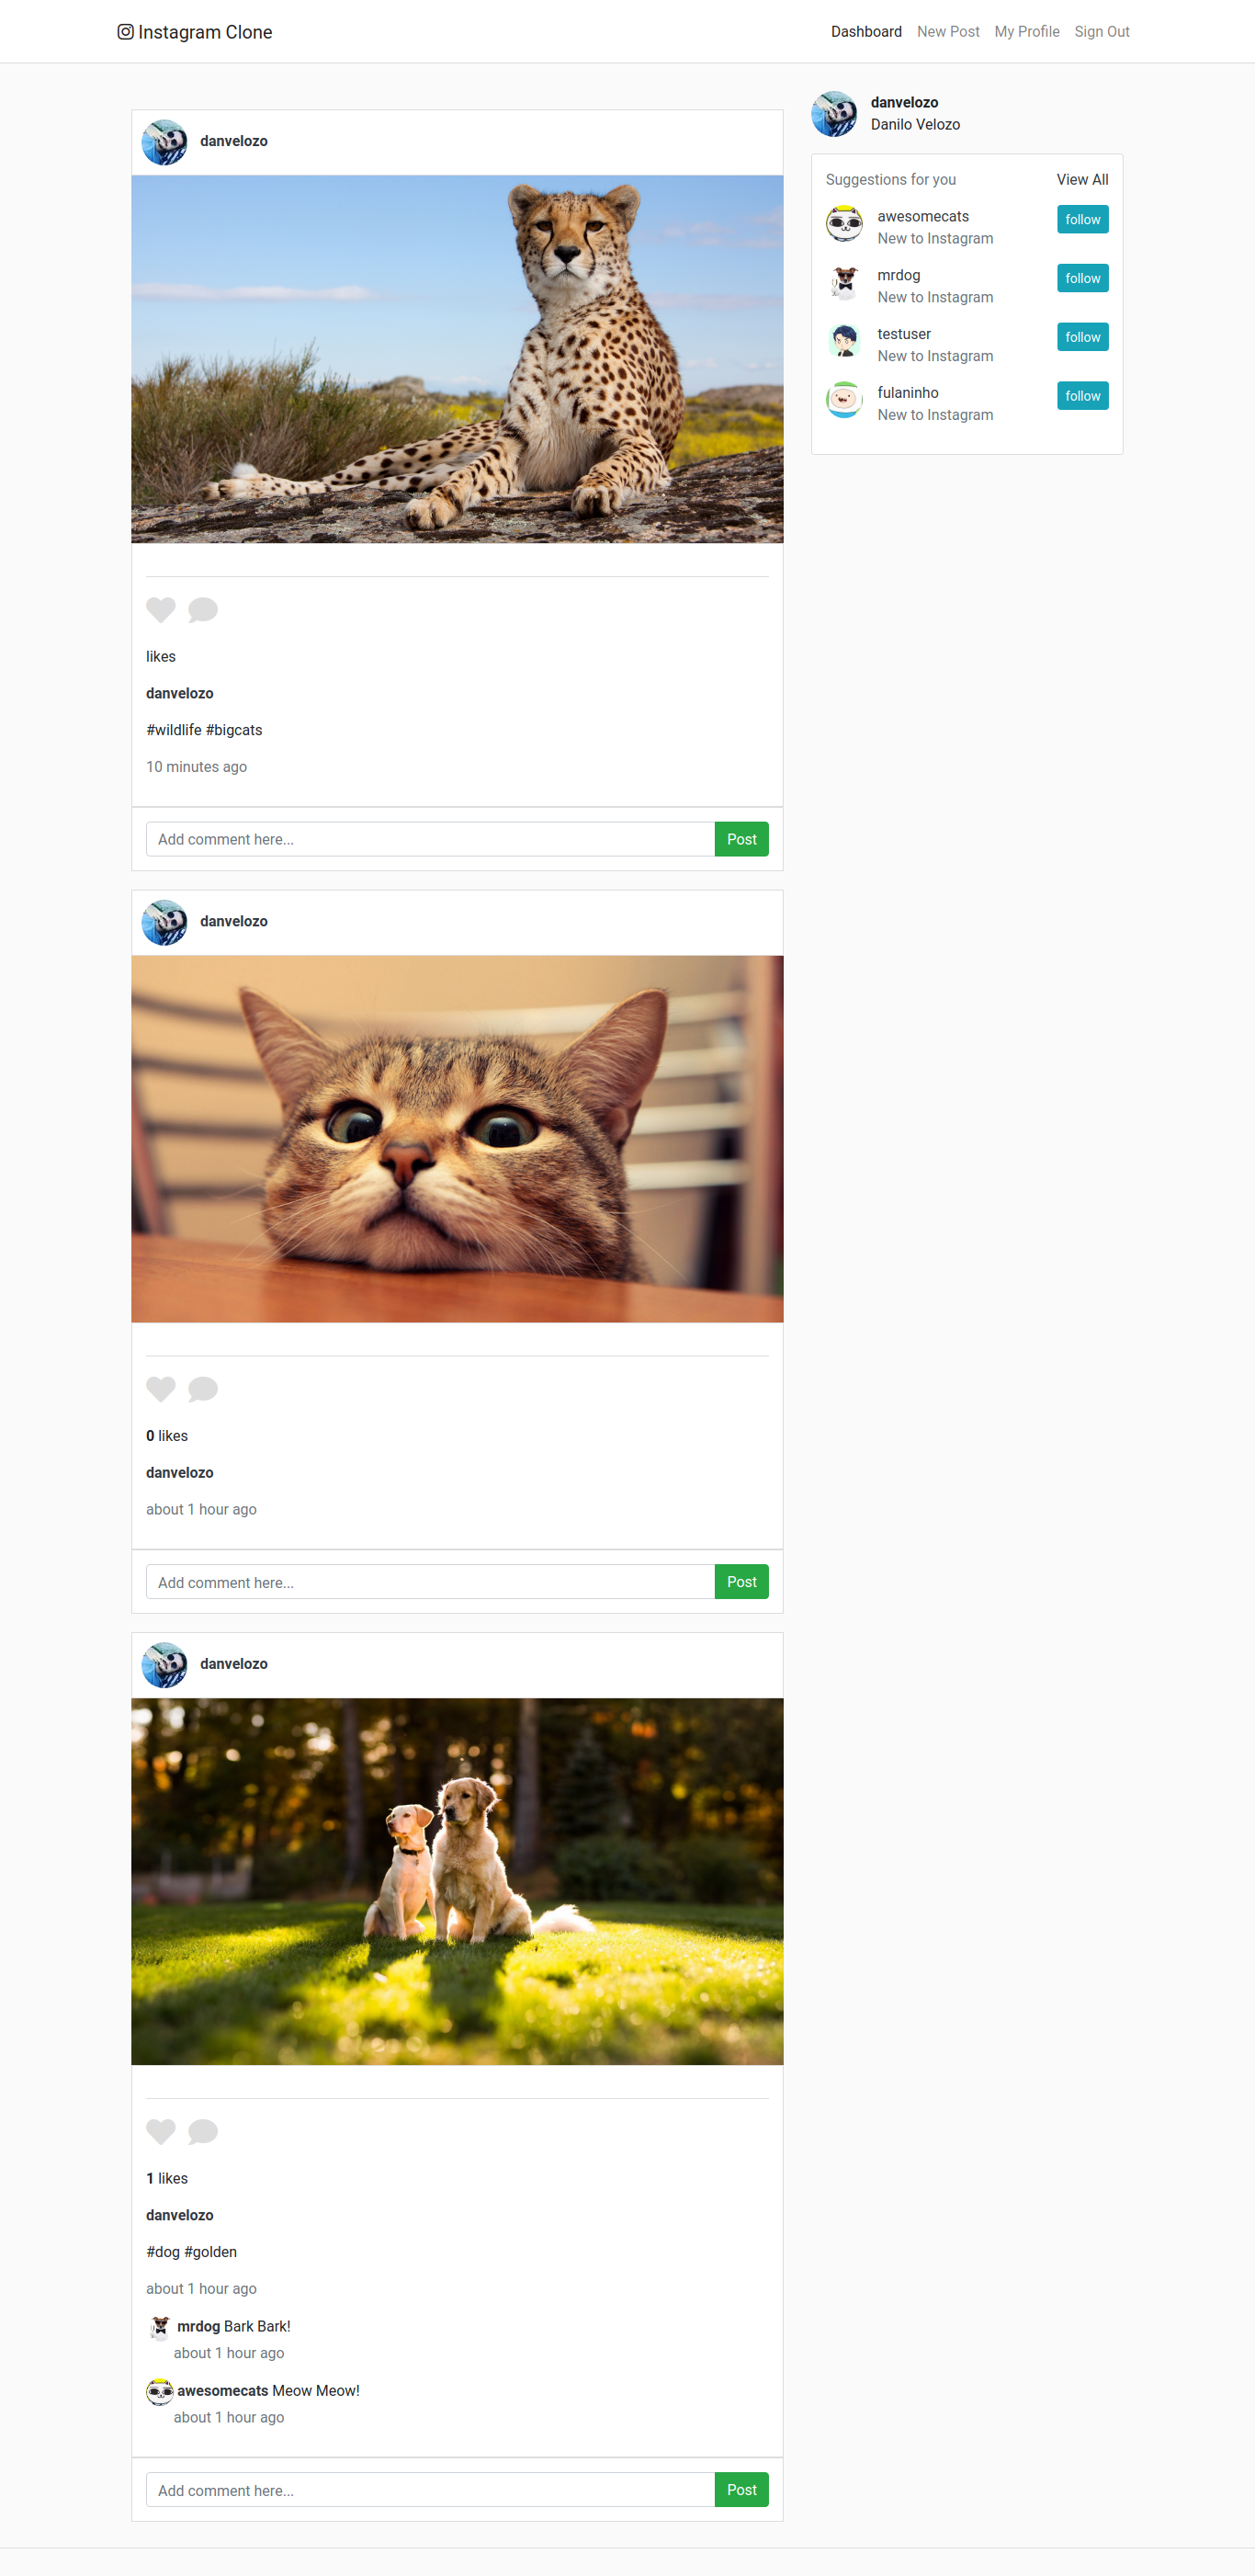 Instagram Clone
Dashboard New Post My Profile Sign Out
danvelozo
Danilo Velozo
Suggestions for you View All
awesomecats follow
New to Instagram
mrdog follow
New to Instagram
testuser follow
New to Instagram
fulaninho follow
New to Instagram
danvelozo
likes
danvelozo
#wildlife #bigcats
10 minutes ago
Add comment here... Post
danvelozo
0 likes
danvelozo
about 1 hour ago
Add comment here... Post
danvelozo
1 likes
danvelozo
#dog #golden
about 1 hour ago
mrdog Bark Bark!
about 1 hour ago
awesomecats Meow Meow!
about 1 hour ago
Add comment here... Post